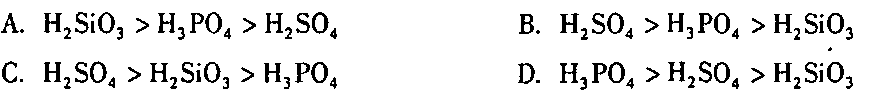 A. H₂SiO₃ > H₃PO₄ > H₂SO₄ B. H₂SO₄ > H₃PO₄ > H₂SiO₃
C. H₂SO₄ > H₂SiO₃ > H₃PO₄ D. H₃PO₄ > H₂SO₄ > H₂SiO₃